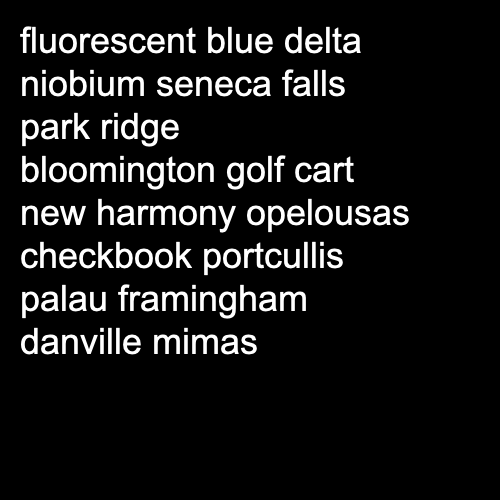 fluorescent blue delta
niobium seneca falls
park ridge
bloomington golf cart
new harmony opelousas
checkbook portcullis
palau framingham
danville mimas